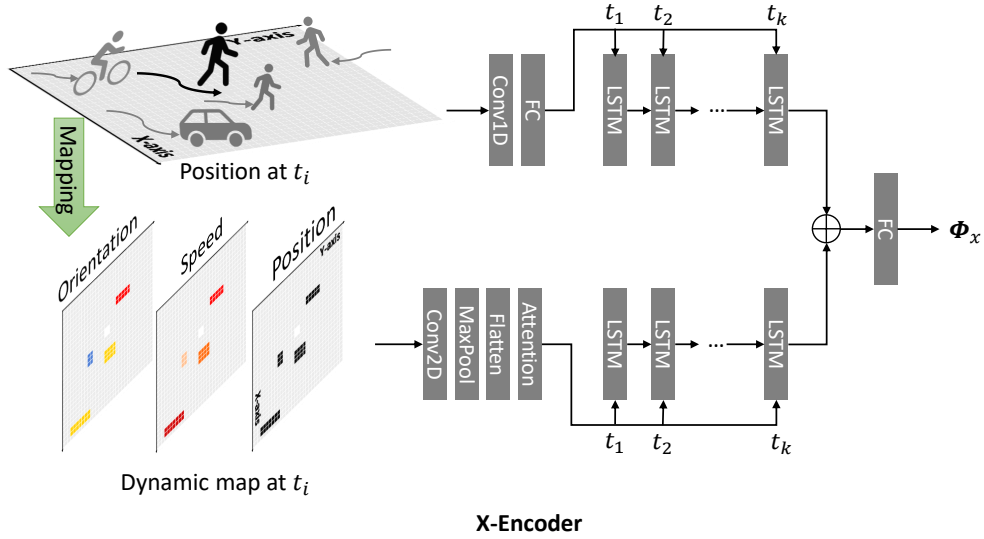 Y-axis
X-axis
Position at t_i
Mapping
Orientation
Speed
Position
Y-axis
X-axis
Dynamic map at t_i
Conv1D
FC
t_1
t_2
t_k
LSTM
LSTM
...
LSTM
Conv2D
MaxPool
Flatten
Attention
LSTM
LSTM
...
LSTM
t_1
t_2
t_k
FC
Φ_x
X-Encoder